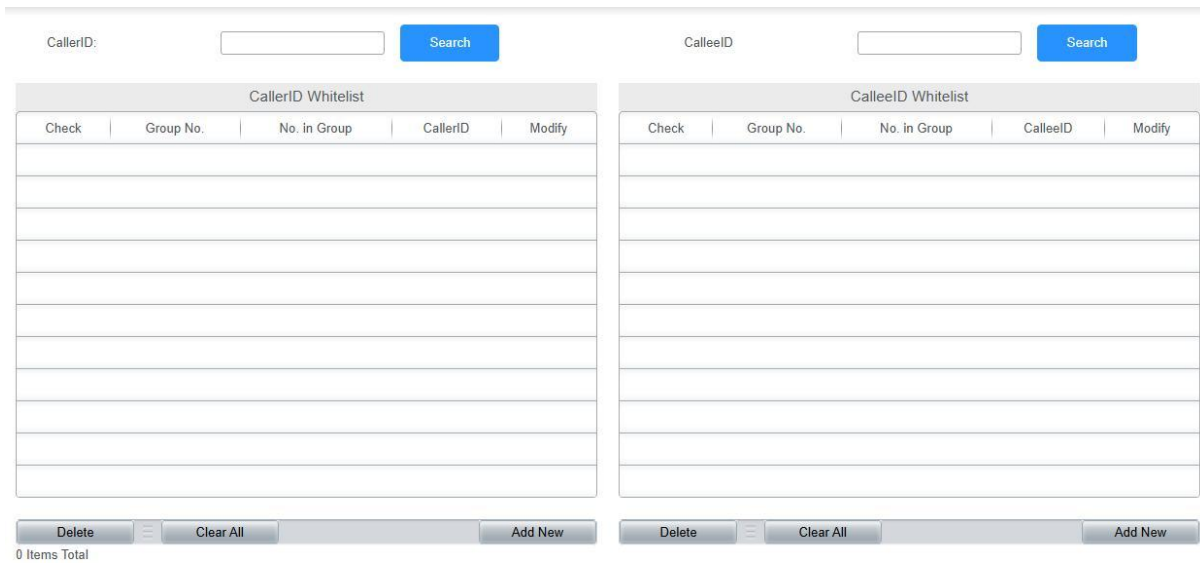 CallerID: Search CalleeID Search
CallerID Whitelist CalleeID Whitelist
Check Group No. No. in Group CallerID Modify Check Group No. No. in Group CalleeID Modify
Delete Clear All Add New Delete Clear All Add New
0 Items Total